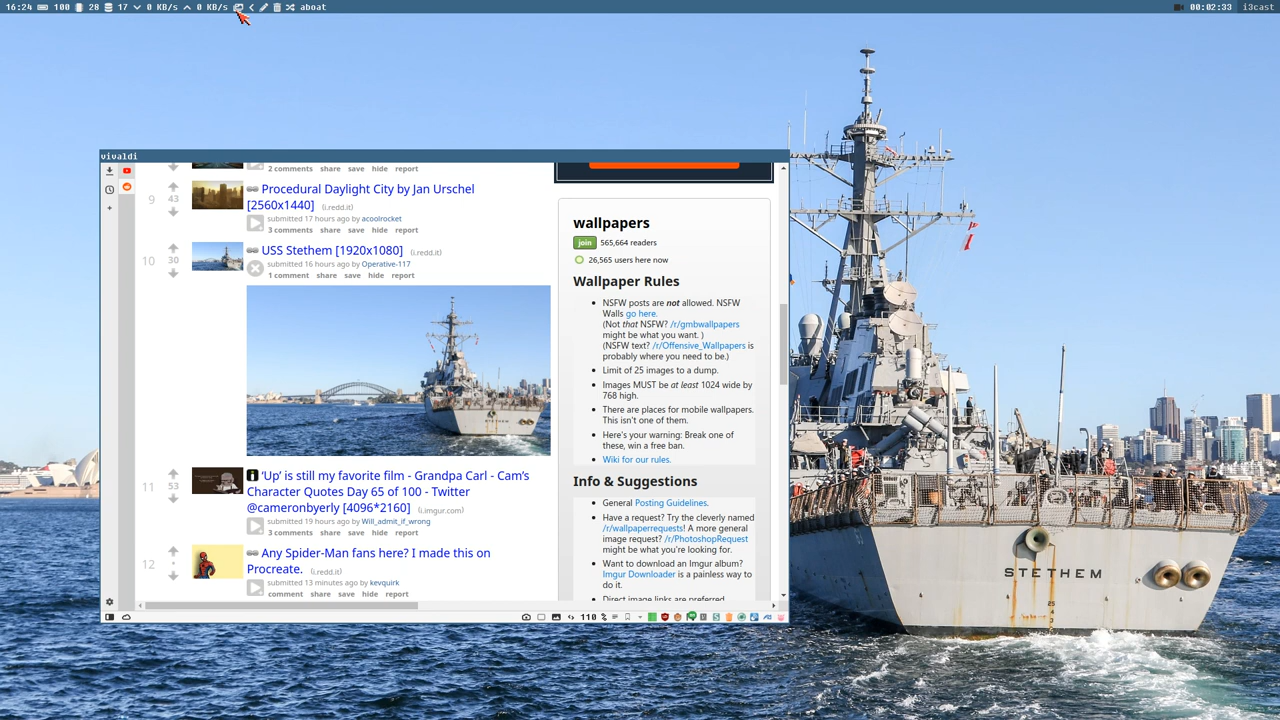 16:24 100 28 17 0 KB/s 0 KB/s aboat
00:02:33 i3cast
vivaldi
2 comments share save hide report
9
43
Procedural Daylight City by Jan Urschel
[2560x1440] (i.redd.it)
submitted 17 hours ago by acoolrocket
3 comments share save hide report
10
30
USS Stethem [1920x1080] (i.redd.it)
submitted 16 hours ago by Operative-117
1 comment share save hide report
11
53
‘Up’ is still my favorite film - Grandpa Carl - Cam’s
Character Quotes Day 65 of 100 - Twitter
@cameronbyerly [4096*2160] (i.imgur.com)
submitted 19 hours ago by Will_admit_if_wrong
3 comments share save hide report
12
•
Any Spider-Man fans here? I made this on
Procreate. (i.redd.it)
submitted 13 minutes ago by kevquirk
comment share save hide report
wallpapers
join 565,664 readers
26,565 users here now
Wallpaper Rules
• NSFW posts are not allowed. NSFW
Walls go here.
(Not that NSFW? /r/gmbwallpapers
might be what you want. )
(NSFW text? /r/Offensive_Wallpapers is
probably where you need to be.)
• Limit of 25 images to a dump.
• Images MUST be at least 1024 wide by
768 high.
• There are places for mobile wallpapers.
This isn't one of them.
• Here's your warning: Break one of
these, win a free ban.
• Wiki for our rules.
Info & Suggestions
• General Posting Guidelines.
• Have a request? Try the cleverly named
/r/wallpaperrequests! A more general
image request? /r/PhotoshopRequest
might be what you're looking for.
• Want to download an Imgur album?
Imgur Downloader is a painless way to
do it.
• Direct image links are preferred
110 %
STETHEM